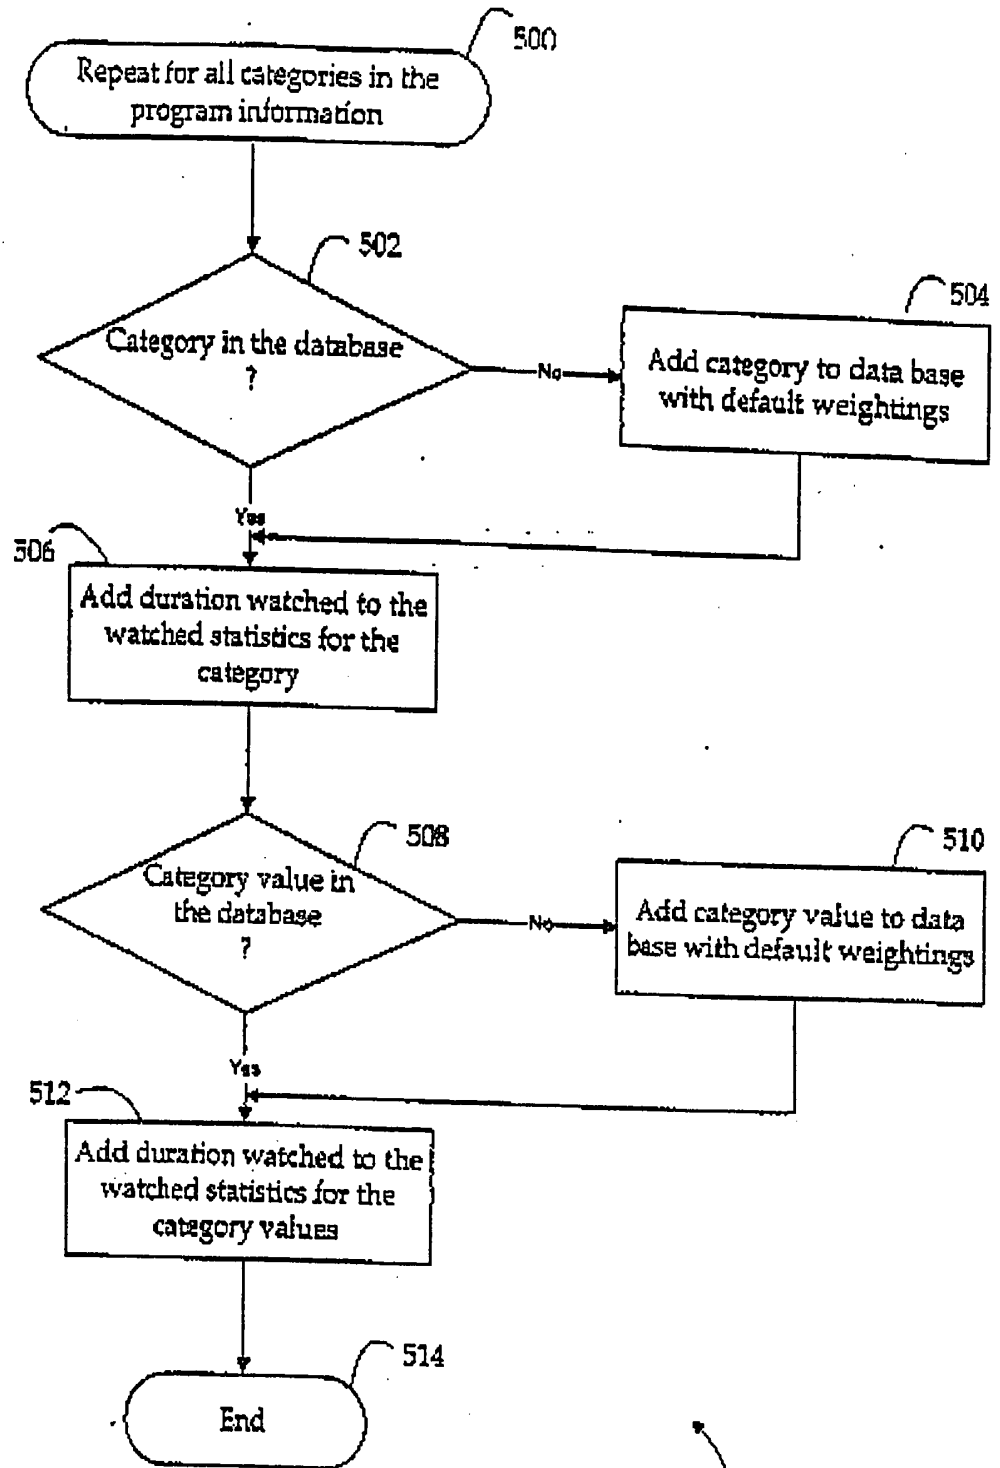 500
Repeat for all categories in the
program information
502
Category in the database
?
No
504
Add category to data base
with default weightings
Yes
506
Add duration watched to the
watched statistics for the
category
508
Category value in
the database
?
No
510
Add category value to data
base with default weightings
Yes
512
Add duration watched to the
watched statistics for the
category values
514
End